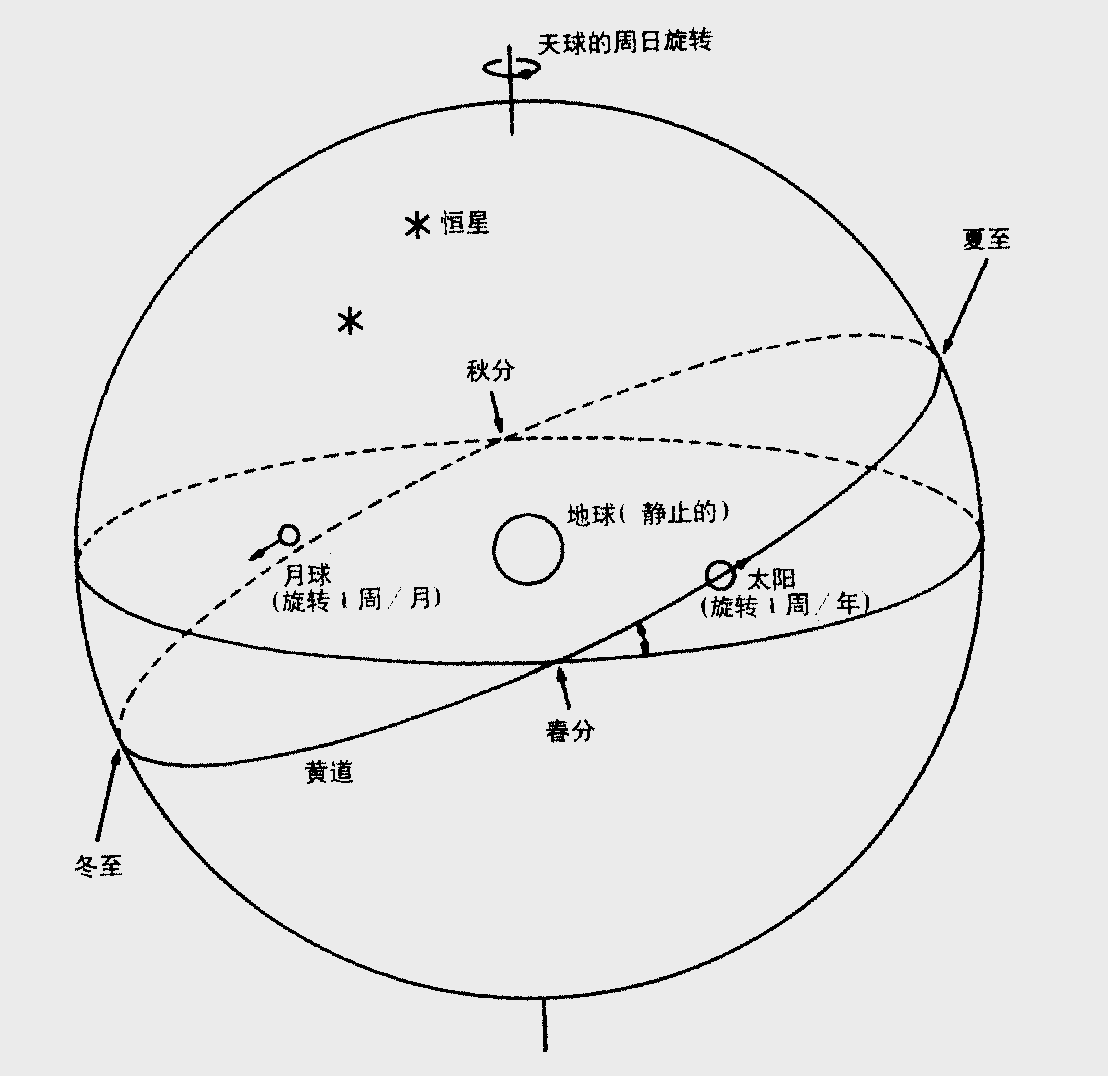 天球的周日旋转
恒星
夏至
秋分
地球(静止的)
月球
(旋转1周/月)
太阳
(旋转1周/年)
春分
黄道
冬至